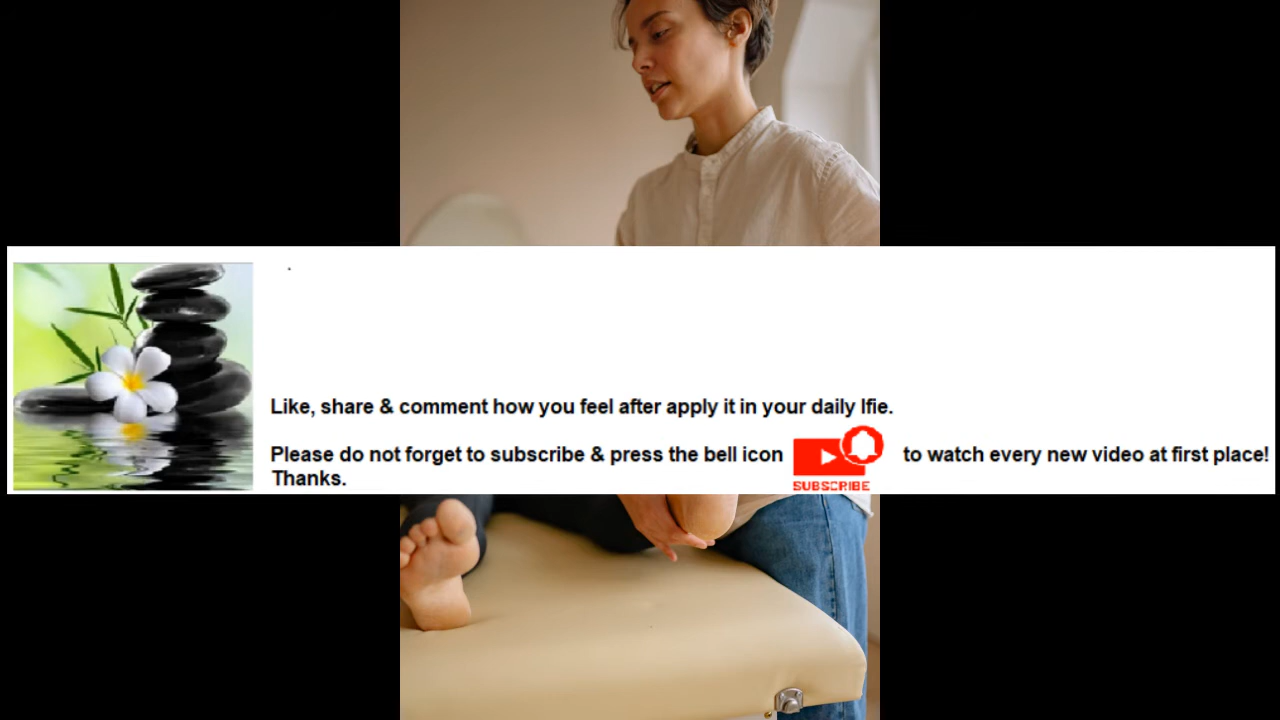 Like, share & comment how you feel after apply it in your daily lfie.
Please do not forget to subscribe & press the bell icon SUBSCRIBE to watch every new video at first place!
Thanks.